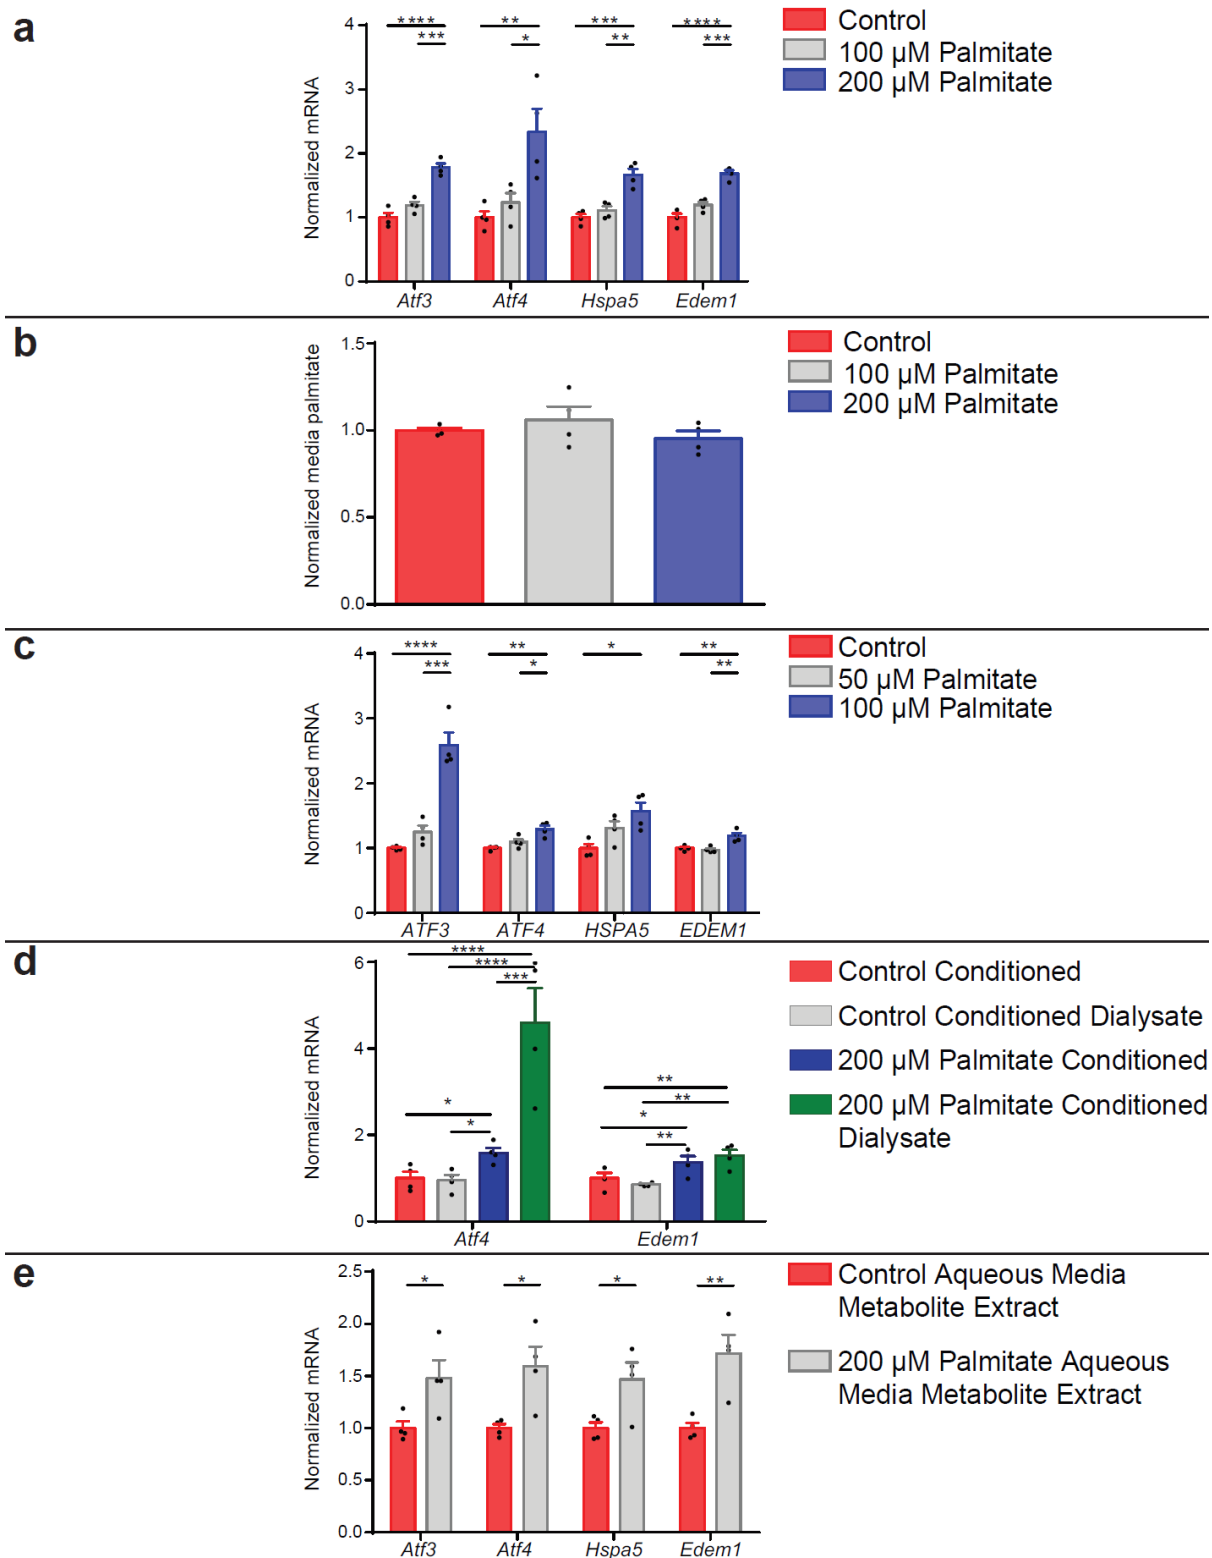 a
**** ** *** ****
*** * ** ***
Normalized mRNA
4
3
2
1
0
Atf3 Atf4 Hspa5 Edem1
Control
100 µM Palmitate
200 µM Palmitate
b
Normalized media palmitate
1.5
1.0
0.5
0.0
Control
100 µM Palmitate
200 µM Palmitate
c
**** ** * **
*** * **
Normalized mRNA
4
3
2
1
0
ATF3 ATF4 HSPA5 EDEM1
Control
50 µM Palmitate
100 µM Palmitate
d
****
****
***
*
*
**
**
*
**
Normalized mRNA
6
4
2
0
Atf4 Edem1
Control Conditioned
Control Conditioned Dialysate
200 µM Palmitate Conditioned
200 µM Palmitate Conditioned
Dialysate
e
* * * **
Normalized mRNA
2.5
2.0
1.5
1.0
0.5
0.0
Atf3 Atf4 Hspa5 Edem1
Control Aqueous Media
Metabolite Extract
200 µM Palmitate Aqueous
Media Metabolite Extract